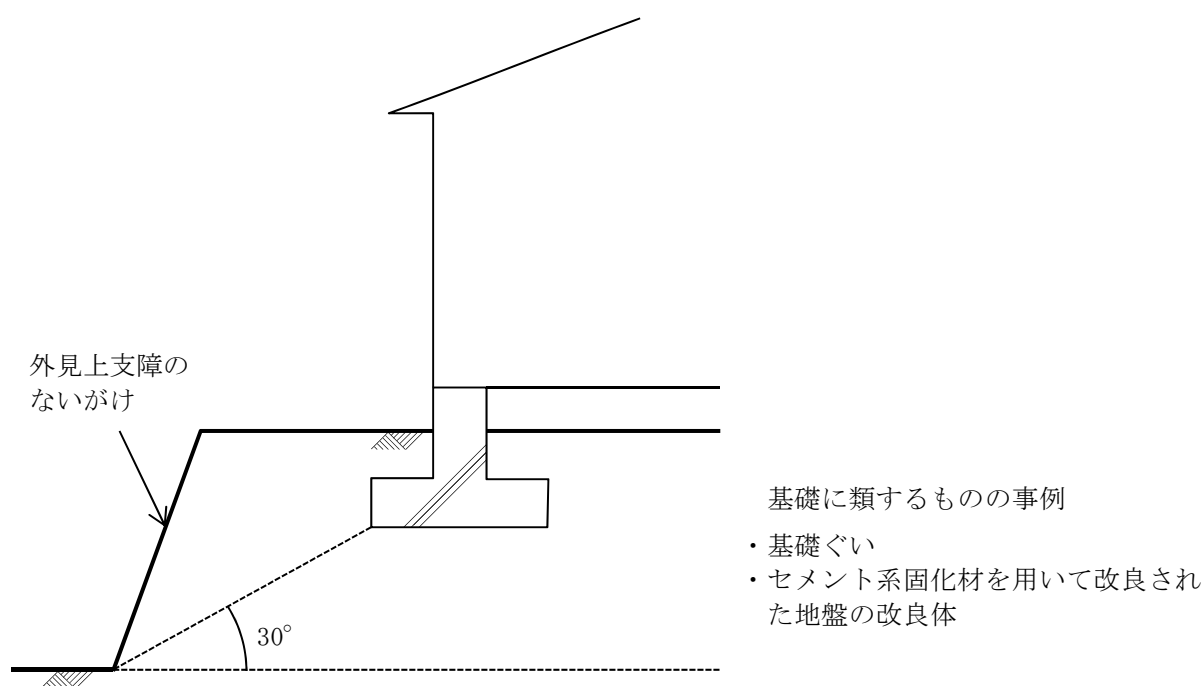 外見上支障の
ないがけ
30°
基礎に類するものの事例
・基礎ぐい
・セメント系固化材を用いて改良され
た地盤の改良体